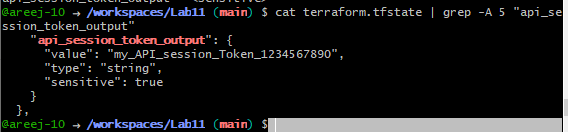 @areej-10 → /workspaces/Lab11 (main) $ cat terraform.tfstate | grep -A 5 "api_se
ssion_token_output"
    "api_session_token_output": {
      "value": "my_API_session_Token_1234567890",
      "type": "string",
      "sensitive": true
    }
  },
@areej-10 → /workspaces/Lab11 (main) $